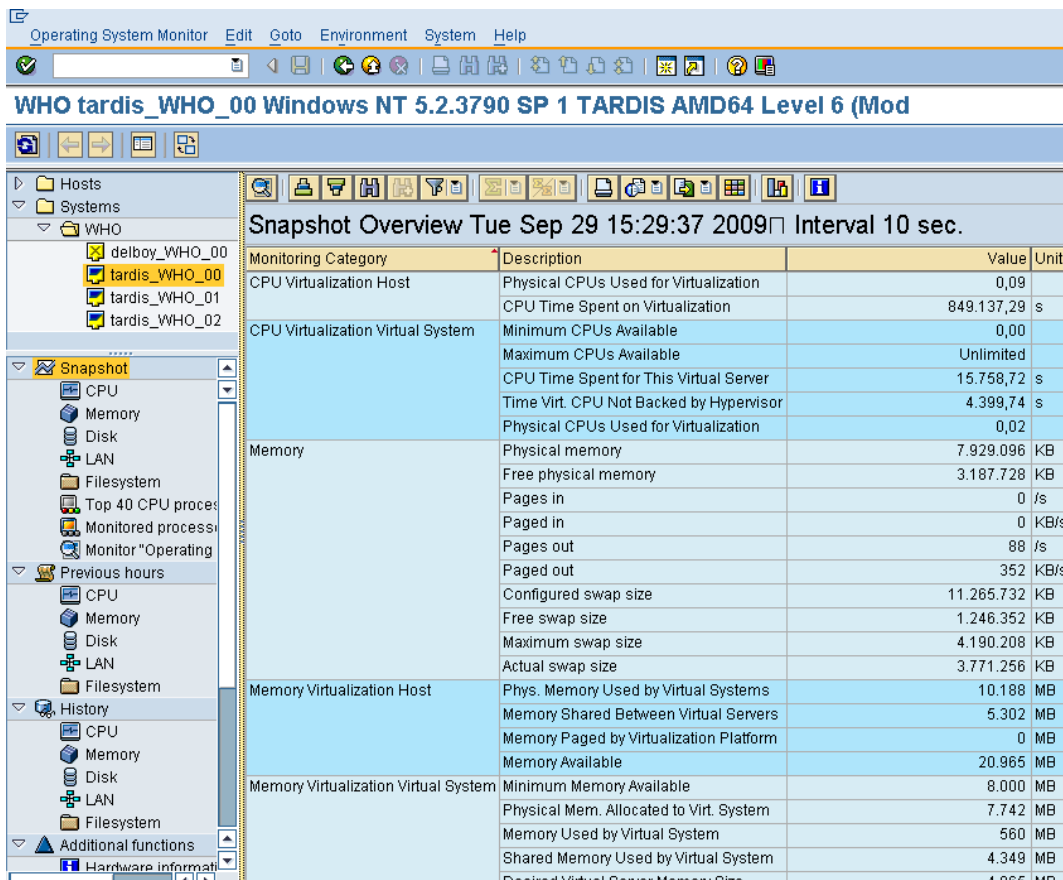 Operating System Monitor Edit Goto Environment System Help
WHO tardis_WHO_00 Windows NT 5.2.3790 SP 1 TARDIS AMD64 Level 6 (Mod
Hosts
Systems
WHO
delboy_WHO_00
tardis_WHO_00
tardis_WHO_01
tardis_WHO_02
Snapshot
CPU
Memory
Disk
LAN
Filesystem
Top 40 CPU proces
Monitored process
Monitor "Operating
Previous hours
CPU
Memory
Disk
LAN
Filesystem
History
CPU
Memory
Disk
LAN
Filesystem
Additional functions
Hardware informati
Snapshot Overview Tue Sep 29 15:29:37 2009 Interval 10 sec.
Monitoring Category Description Value Unit
CPU Virtualization Host Physical CPUs Used for Virtualization 0,09
CPU Time Spent on Virtualization 849.137,29 s
CPU Virtualization Virtual System Minimum CPUs Available 0,00
Maximum CPUs Available Unlimited
CPU Time Spent for This Virtual Server 15.758,72 s
Time Virt. CPU Not Backed by Hypervisor 4.399,74 s
Physical CPUs Used for Virtualization 0,02
Memory Physical memory 7.929.096 KB
Free physical memory 3.187.728 KB
Pages in 0 /s
Paged in 0 KB/s
Pages out 88 /s
Paged out 352 KB/s
Configured swap size 11.265.732 KB
Free swap size 1.246.352 KB
Maximum swap size 4.190.208 KB
Actual swap size 3.771.256 KB
Memory Virtualization Host Phys. Memory Used by Virtual Systems 10.188 MB
Memory Shared Between Virtual Servers 5.302 MB
Memory Paged by Virtualization Platform 0 MB
Memory Available 20.965 MB
Memory Virtualization Virtual System Minimum Memory Available 8.000 MB
Physical Mem. Allocated to Virt. System 7.742 MB
Memory Used by Virtual System 560 MB
Shared Memory Used by Virtual System 4.349 MB
Desired Virtual Server Memory Size MB